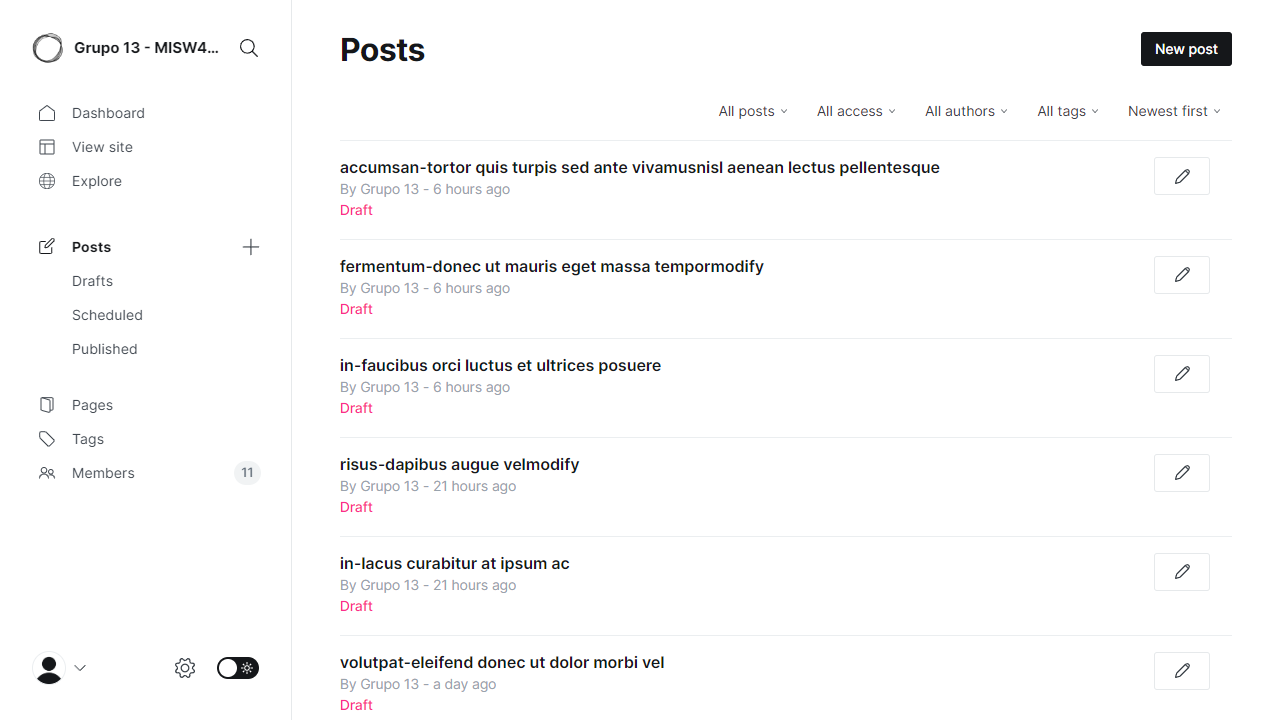 Grupo 13 - MISW4...
Dashboard
View site
Explore
Posts
Drafts
Scheduled
Published
Pages
Tags
Members 11
Posts
New post
All posts All access All authors All tags Newest first
accumsan-tortor quis turpis sed ante vivamusnisl aenean lectus pellentesque
By Grupo 13 - 6 hours ago
Draft
fermentum-donec ut mauris eget massa tempormodify
By Grupo 13 - 6 hours ago
Draft
in-faucibus orci luctus et ultrices posuere
By Grupo 13 - 6 hours ago
Draft
risus-dapibus augue velmodify
By Grupo 13 - 21 hours ago
Draft
in-lacus curabitur at ipsum ac
By Grupo 13 - 21 hours ago
Draft
volutpat-eleifend donec ut dolor morbi vel
By Grupo 13 - a day ago
Draft